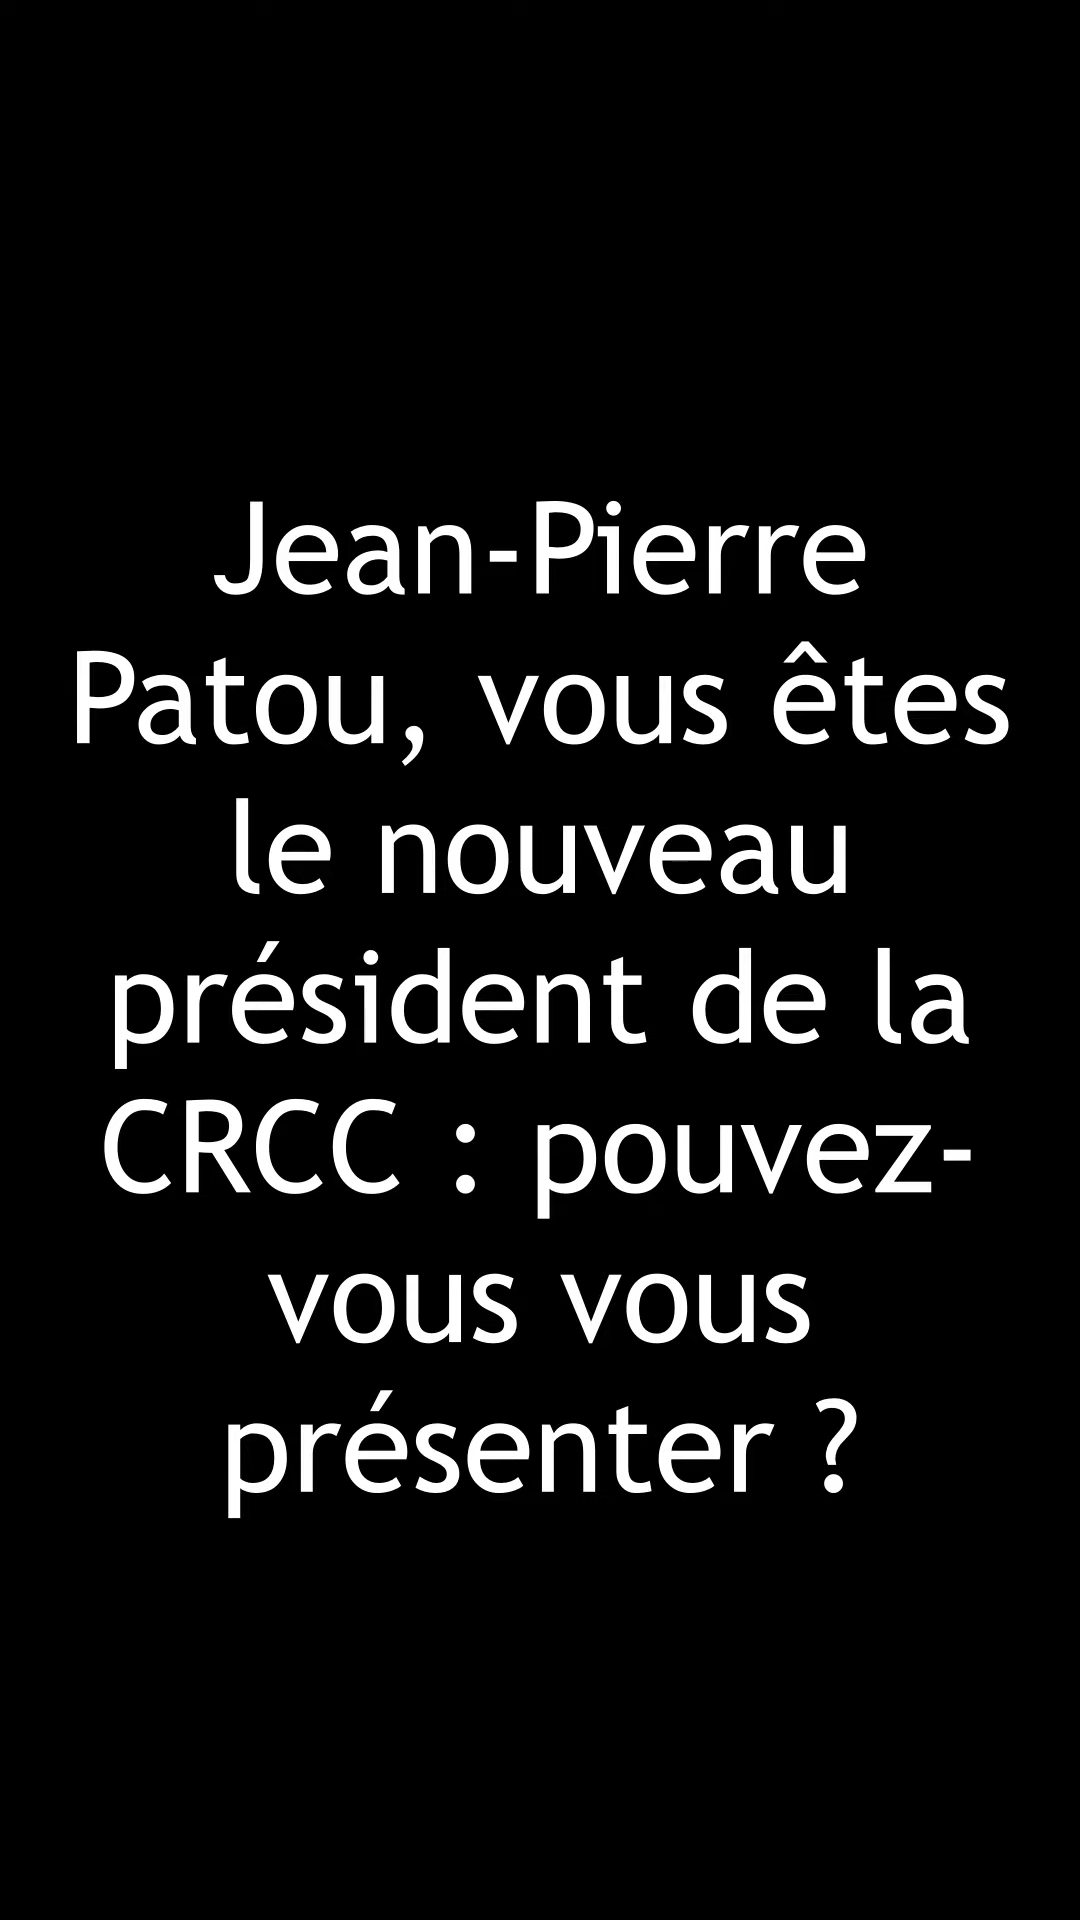 Jean-Pierre
Patou, vous êtes
le nouveau
président de la
CRCC : pouvez-
vous vous
présenter ?